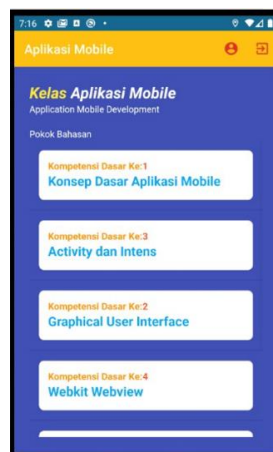 7:16
Aplikasi Mobile
Kelas Aplikasi Mobile
Application Mobile Development
Pokok Bahasan
Kompetensi Dasar Ke:1
Konsep Dasar Aplikasi Mobile
Kompetensi Dasar Ke:3
Activity dan Intens
Kompetensi Dasar Ke:2
Graphical User Interface
Kompetensi Dasar Ke:4
Webkit Webview